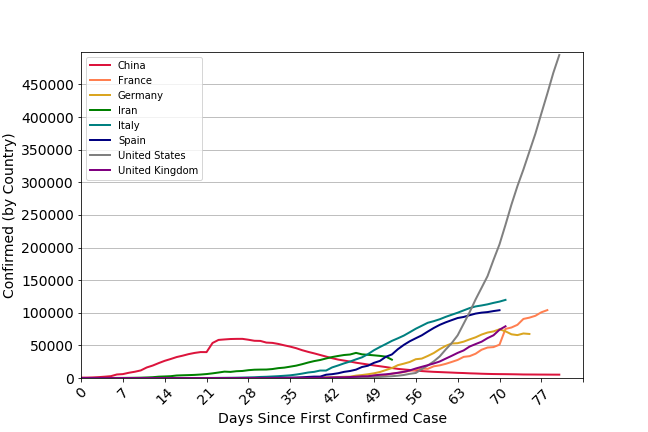 China
France
Germany
Iran
Italy
Spain
United States
United Kingdom
450000
400000
350000
300000
250000
200000
150000
100000
50000
0
Confirmed (by Country)
0 7 14 21 28 35 42 49 56 63 70 77
Days Since First Confirmed Case